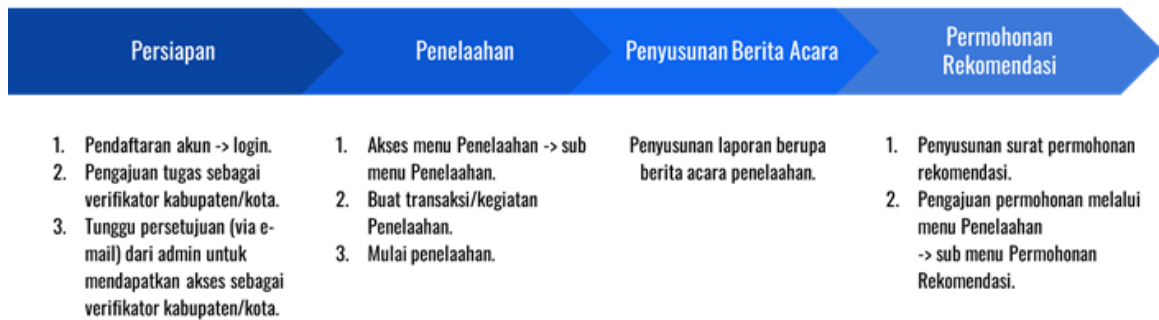 Persiapan
Penelaahan
Penyusunan Berita Acara
Permohonan
Rekomendasi
1. Pendaftaran akun -> login.
2. Pengajuan tugas sebagai
verifikator kabupaten/kota.
3. Tunggu persetujuan (via e-
mail) dari admin untuk
mendapatkan akses sebagai
verifikator kabupaten/kota.
1. Akses menu Penelaahan -> sub
menu Penelaahan.
2. Buat transaksi/kegiatan
Penelaahan.
3. Mulai penelaahan.
Penyusunan laporan berupa
berita acara penelaahan.
1. Penyusunan surat permohonan
rekomendasi.
2. Pengajuan permohonan melalui
menu Penelaahan
-> sub menu Permohonan
Rekomendasi.